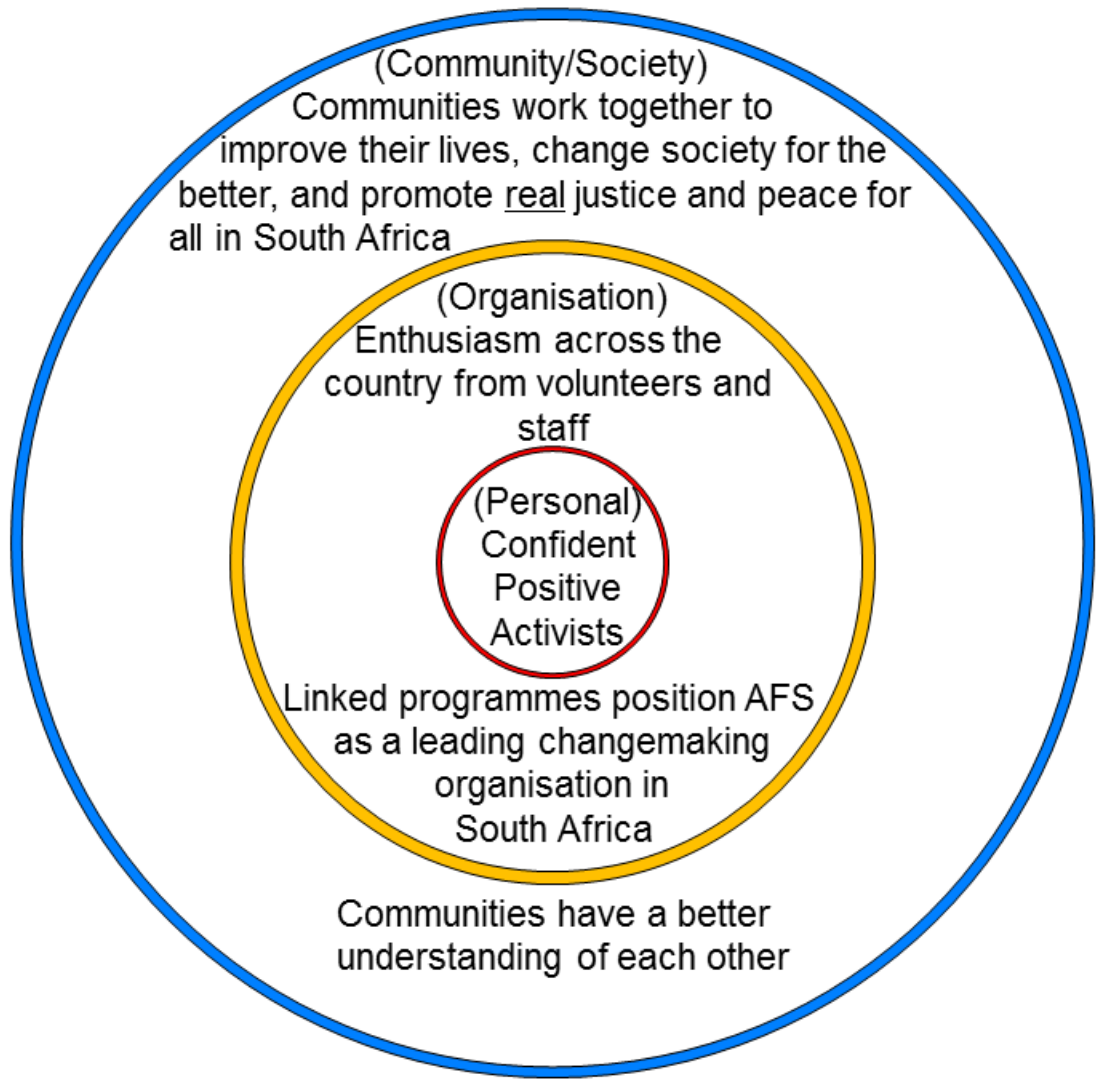 (Community/Society)
Communities work together to
improve their lives, change society for the
better, and promote real justice and peace for
all in South Africa
(Organisation)
Enthusiasm across the
country from volunteers and
staff
(Personal)
Confident
Positive
Activists
Linked programmes position AFS
as a leading changemaking
organisation in
South Africa
Communities have a better
understanding of each other